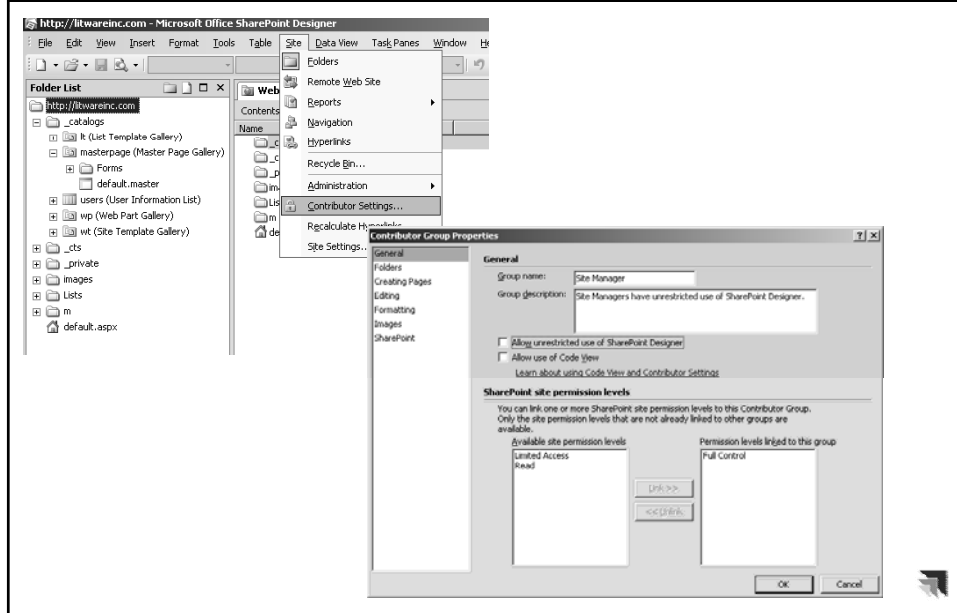 http://litwareinc.com - Microsoft Office SharePoint Designer
File Edit View Insert Format Tools Table Site Data View Task Panes Window
Folder List
http://litwareinc.com
_catalogs
lt (List Template Gallery)
masterpage (Master Page Gallery)
Forms
default.master
users (User Information List)
wp (Web Part Gallery)
wt (Site Template Gallery)
_cts
_private
images
Lists
m
default.aspx
Web
Contents
Name
m
Folders
Remote Web Site
Reports
Navigation
Hyperlinks
Recycle Bin...
Administration
Contributor Settings...
Recalculate Hyperlinks
Site Settings...
Contributor Group Properties
General
Folders
Creating Pages
Editing
Formatting
Images
SharePoint
General
Group name: Site Manager
Group description: Site Managers have unrestricted use of SharePoint Designer.
Allow unrestricted use of SharePoint Designer
Allow use of Code View
Learn about using Code View and Contributor Settings
SharePoint site permission levels
You can link one or more SharePoint site permission levels to this Contributor Group.
Only the site permission levels that are not already linked to other groups are
available.
Available site permission levels
Limited Access
Read
Link >>
<< Unlink
Permission levels linked to this group
Full Control
OK Cancel